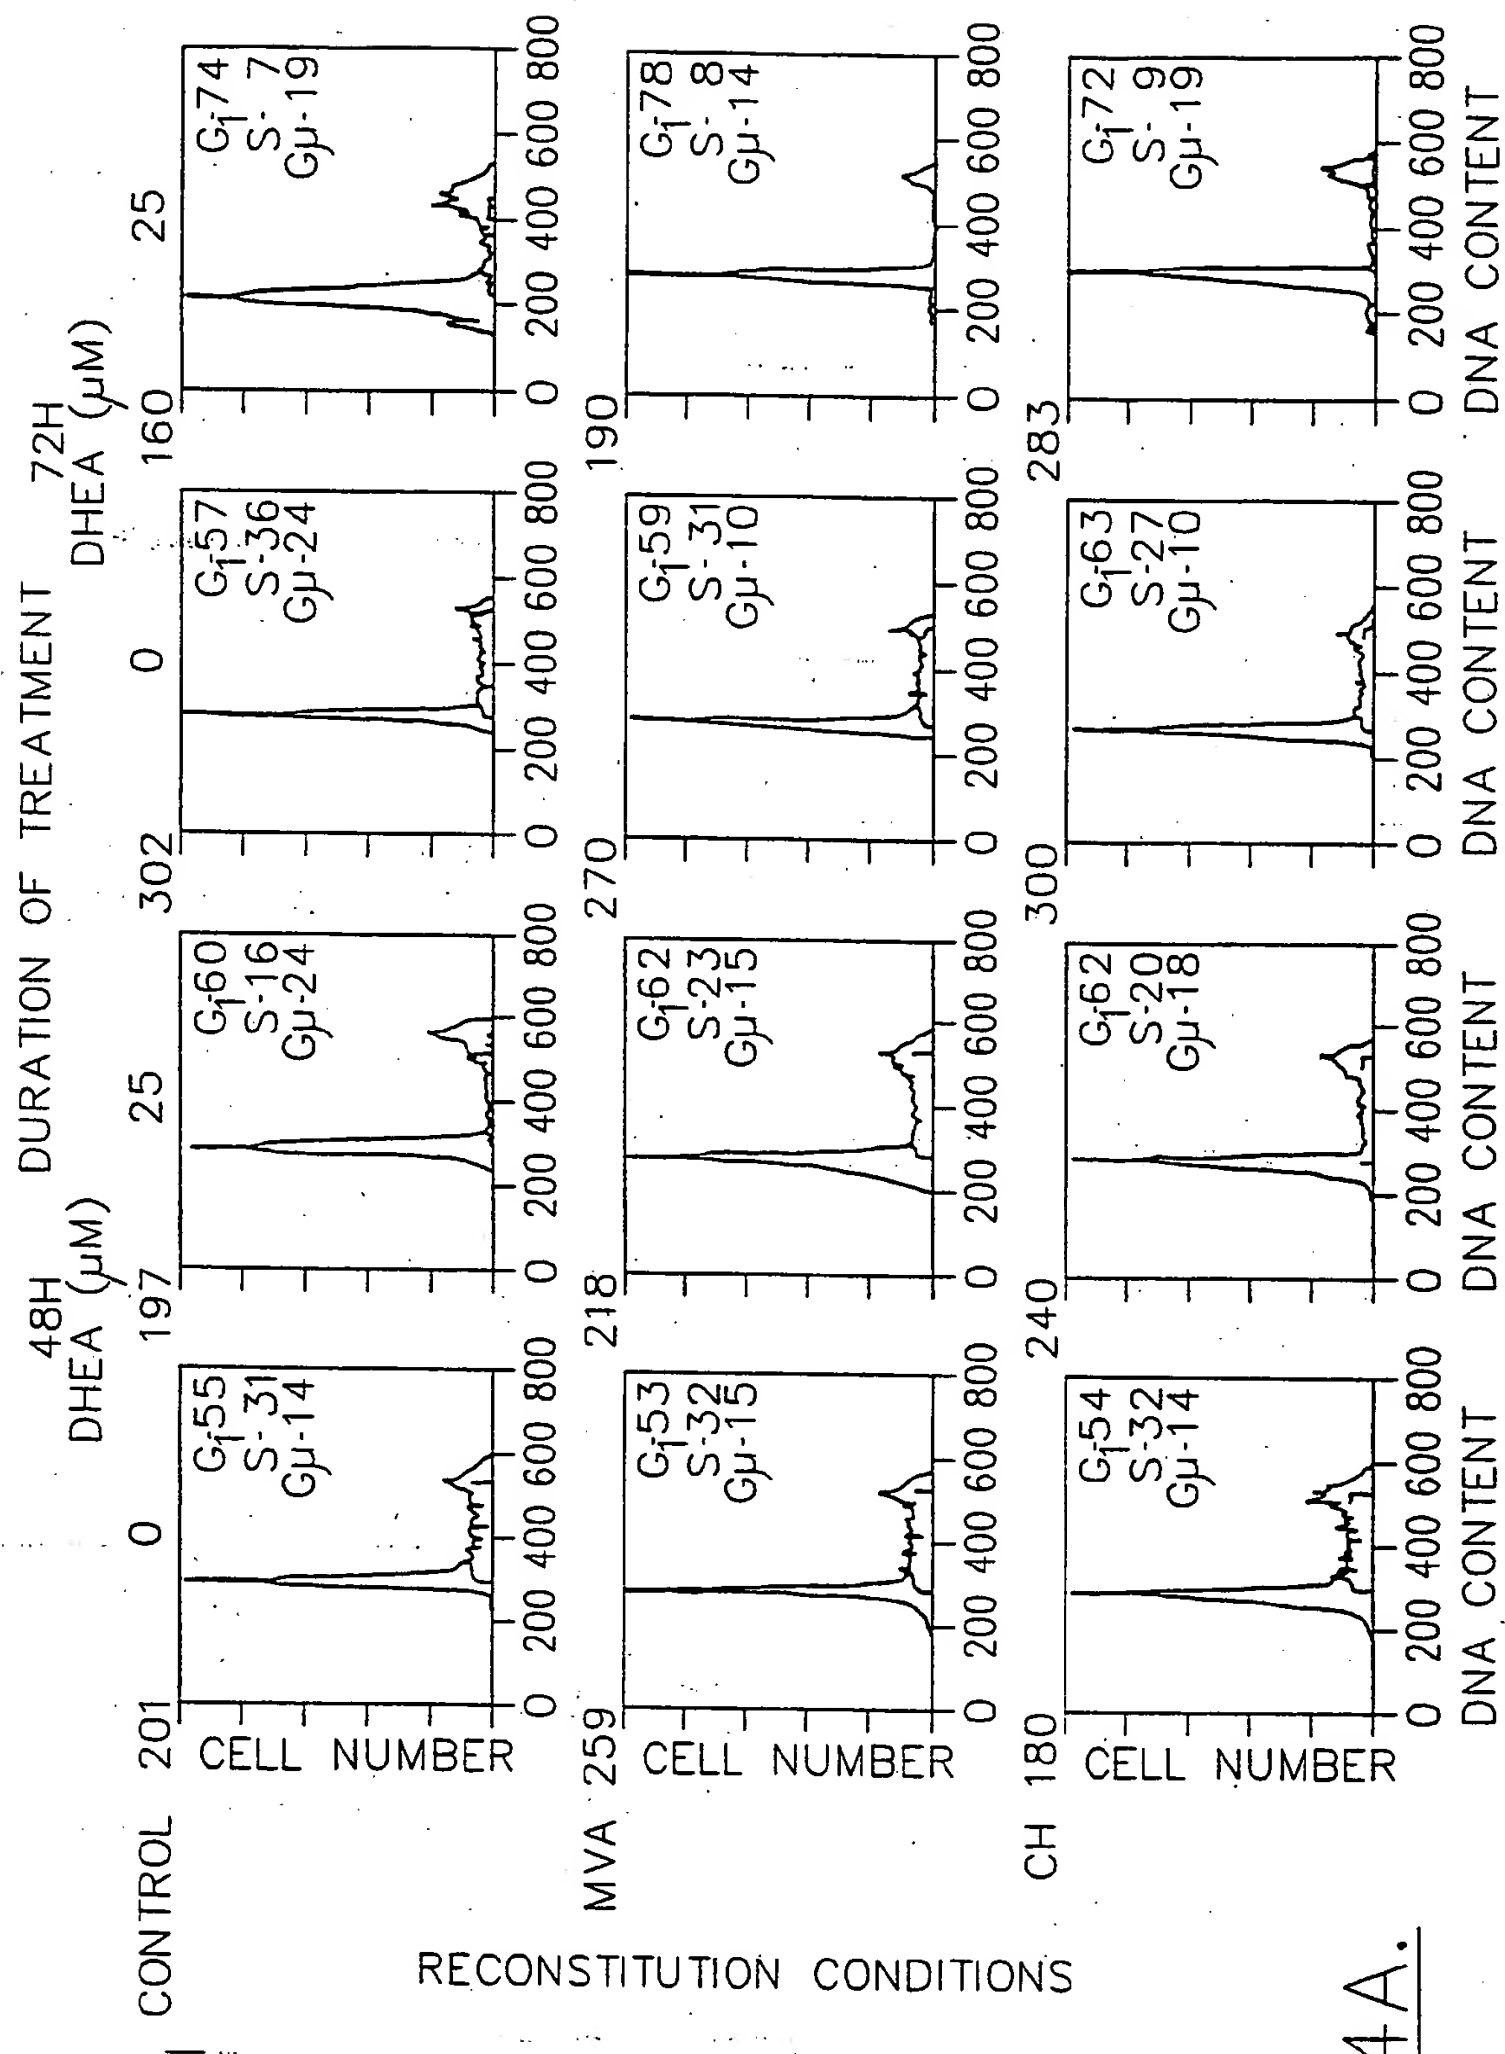 DURATION OF TREATMENT
48H 72H
DHEA (µM) DHEA (µM)
0 25 0 25
CONTROL 201 197 302 160
G1-55 G1-60 G1-57 G1-74
S-31 S-16 S-36 S-7
Gµ-14 Gµ-24 Gµ-24 Gµ-19
CELL NUMBER
0 200 400 600 800 0 200 400 600 800 0 200 400 600 800 0 200 400 600 800
MVA 259 218 270 190
G1-53 G1-62 G1-59 G1-78
S-32 S-23 S-31 S-8
Gµ-15 Gµ-15 Gµ-10 Gµ-14
CELL NUMBER
0 200 400 600 800 0 200 400 600 800 0 200 400 600 800 0 200 400 600 800
RECONSTITUTION CONDITIONS
CH 180 240 300 283
G1-54 G1-62 G1-63 G1-72
S-32 S-20 S-27 S-9
Gµ-14 Gµ-18 Gµ-10 Gµ-19
CELL NUMBER
0 200 400 600 800 0 200 400 600 800 0 200 400 600 800 0 200 400 600 800
DNA CONTENT DNA CONTENT DNA CONTENT DNA CONTENT
4A.